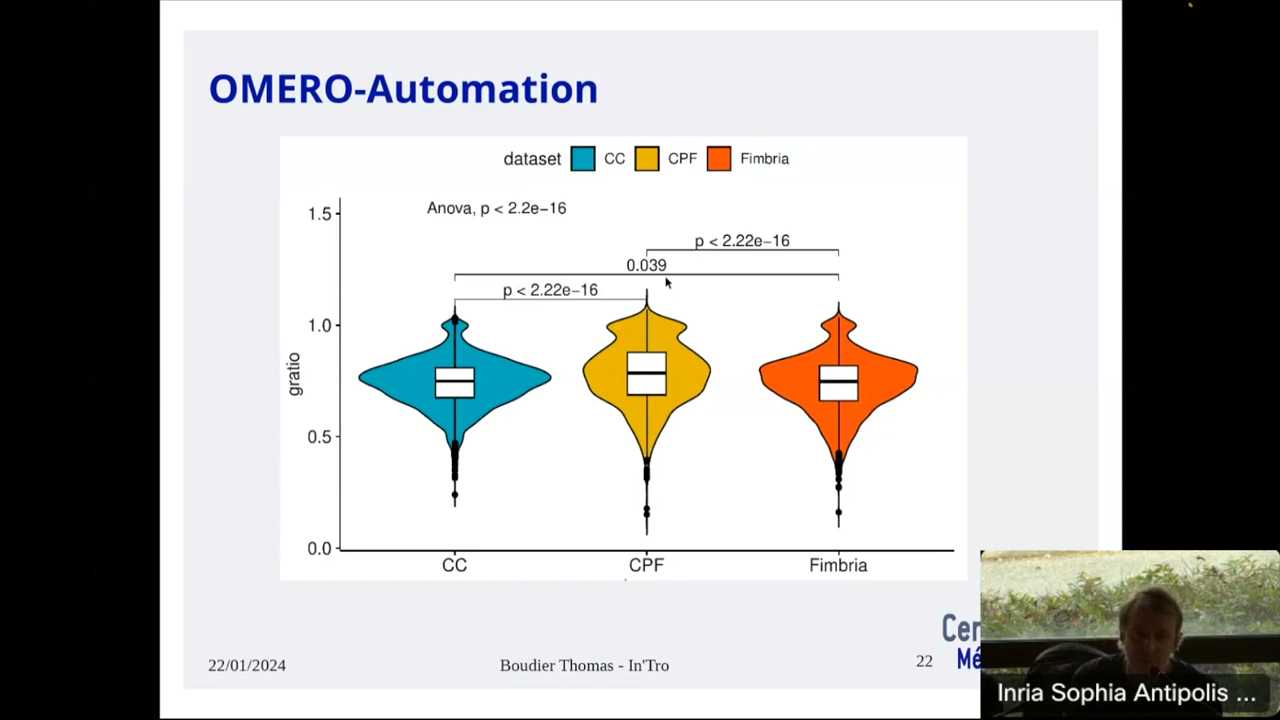 OMERO-Automation
dataset CC CPF Fimbria
1.5
Anova, p < 2.2e−16
p < 2.22e−16
0.039
p < 2.22e−16
1.0
gratio
0.5
0.0
CC CPF Fimbria
22/01/2024 Boudier Thomas - In'Tro 22
Inria Sophia Antipolis ...